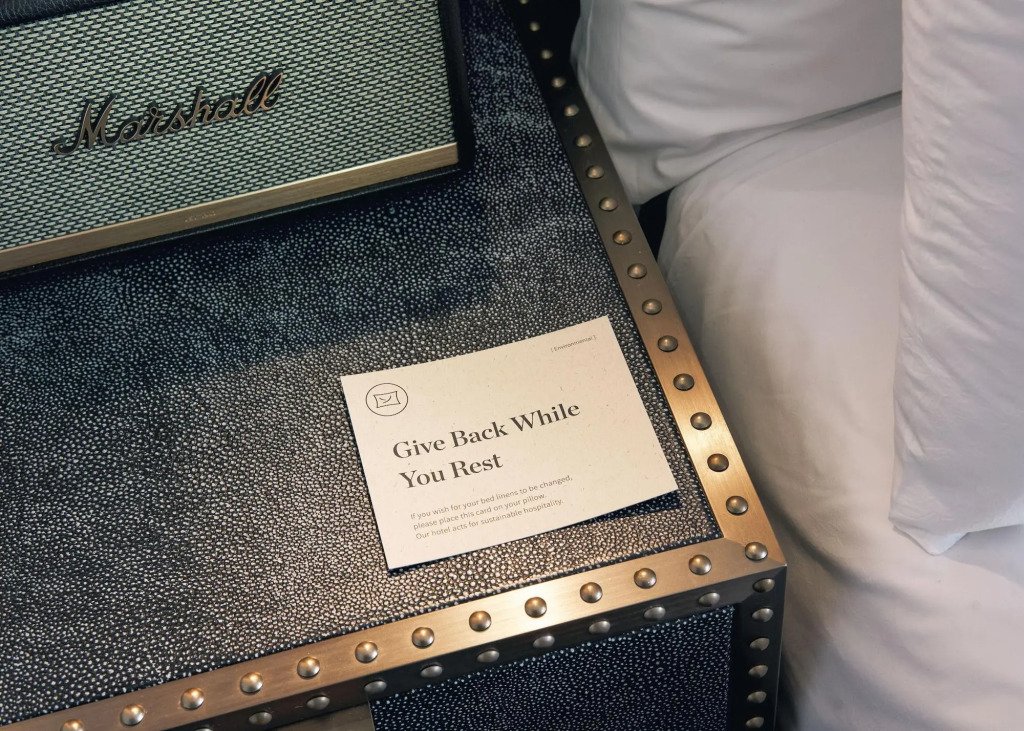 Marshall
[ Environmental ]
Give Back While
You Rest
If you wish for your bed linens to be changed,
please place this card on your pillow.
Our hotel acts for sustainable hospitality.